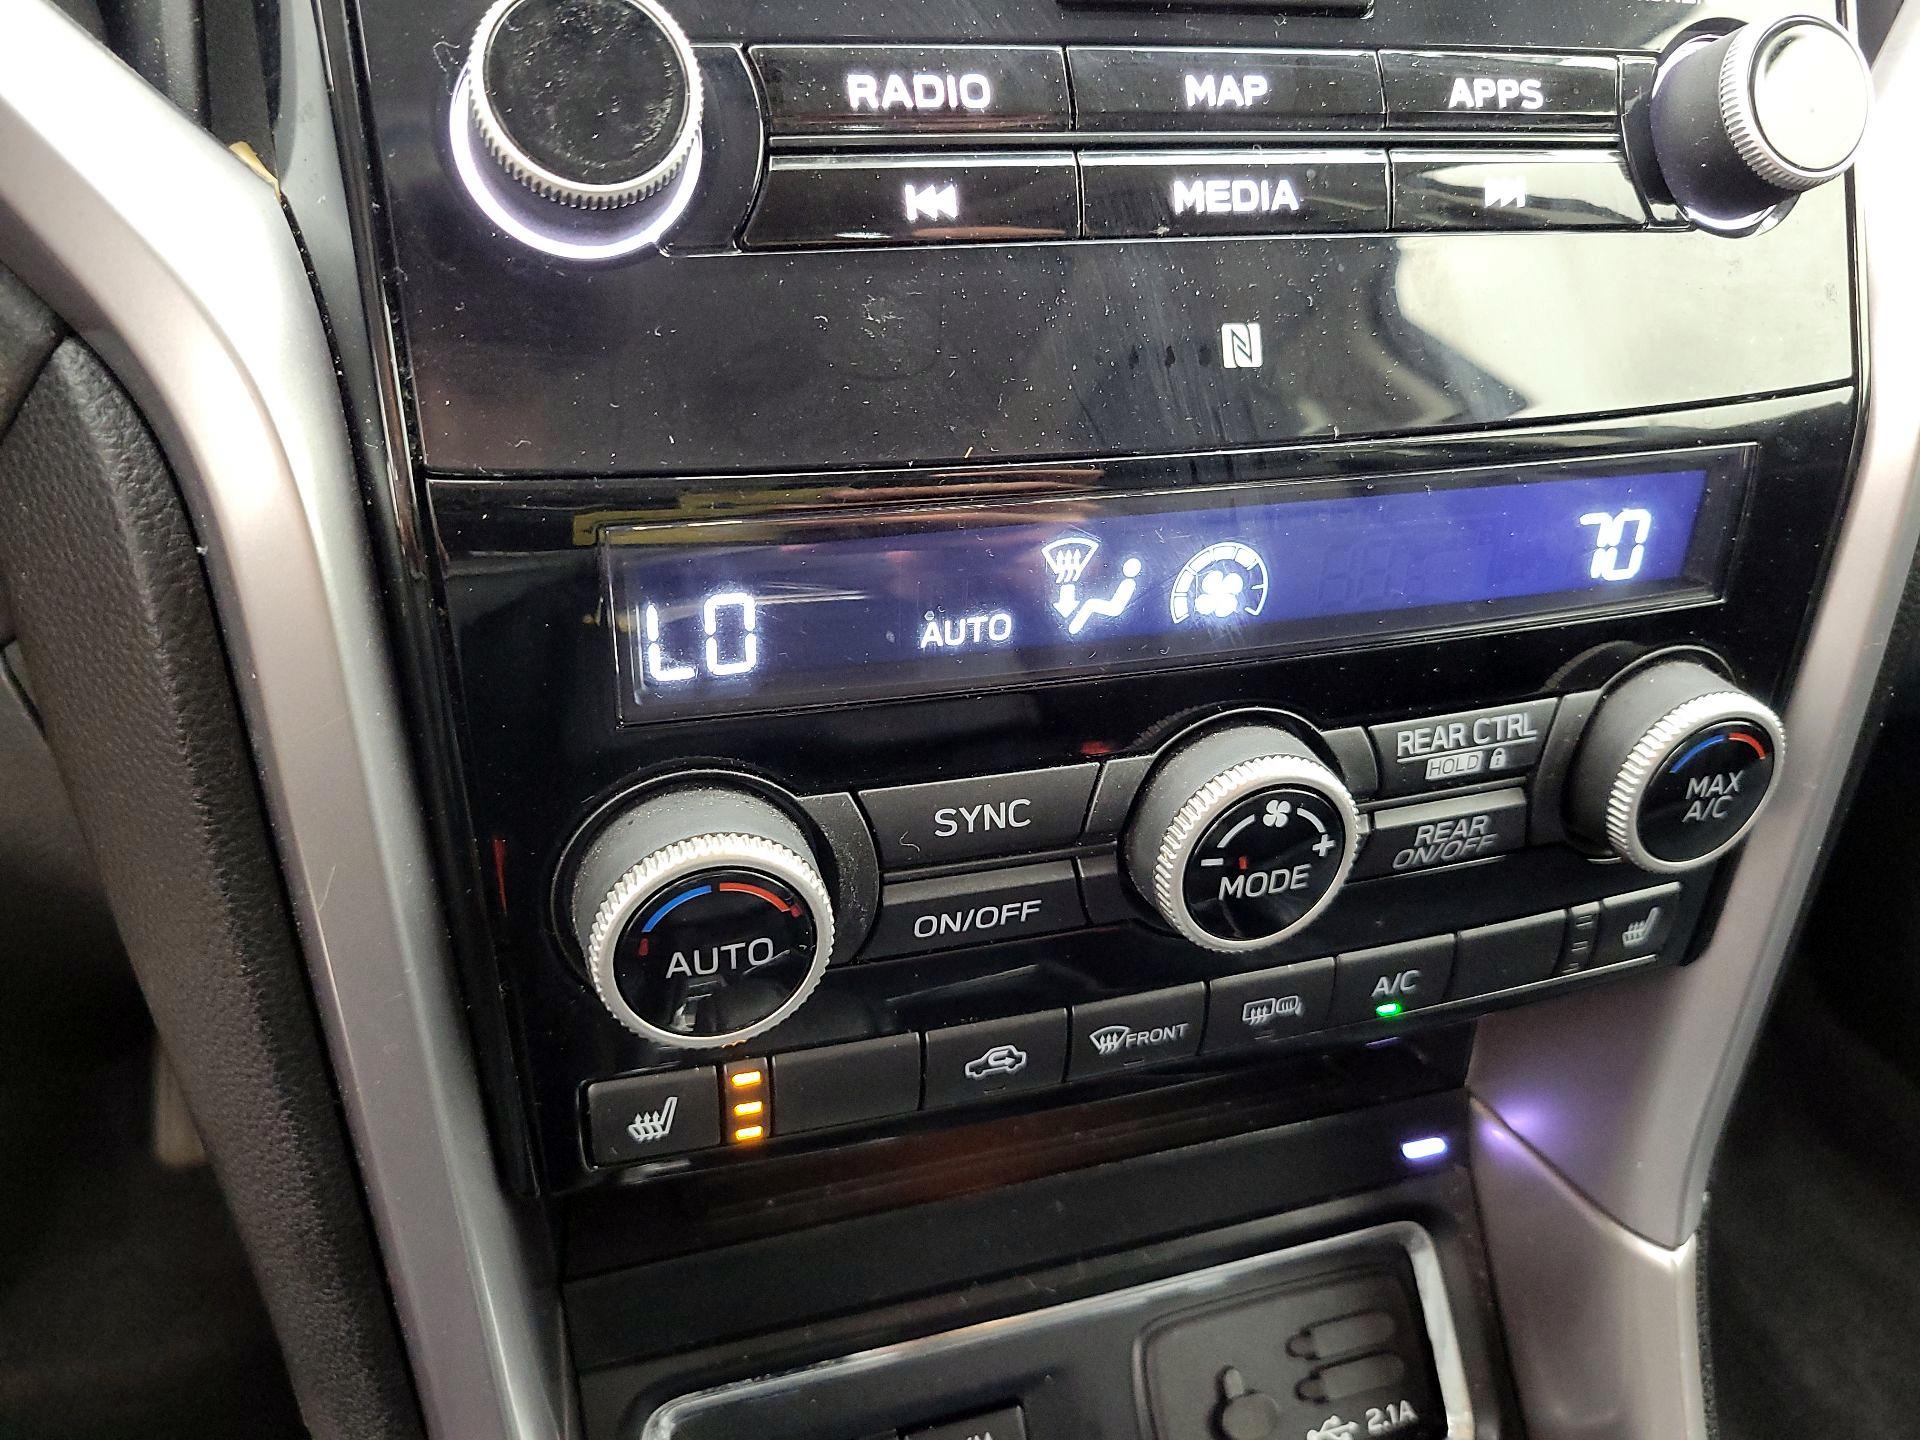 RADIO MAP APPS
MEDIA
LO AUTO 70
REAR CTRL
HOLD
SYNC
MAX
A/C
REAR
ON/OFF
MODE
ON/OFF
AUTO
A/C
FRONT
2.1A